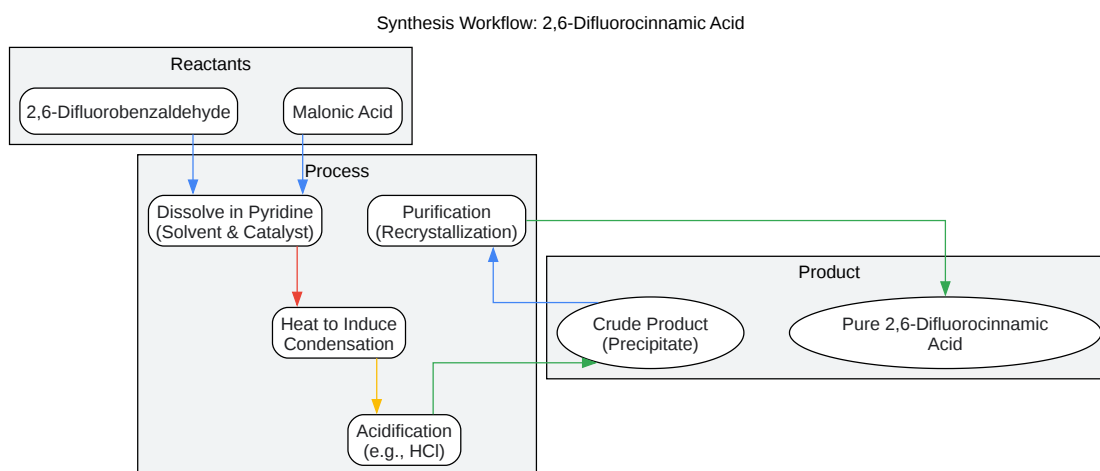 Synthesis Workflow: 2,6-Difluorocinnamic Acid
Reactants
2,6-Difluorobenzaldehyde
Malonic Acid
Process
Dissolve in Pyridine
(Solvent & Catalyst)
Purification
(Recrystallization)
Heat to Induce
Condensation
Acidification
(e.g., HCl)
Product
Crude Product
(Precipitate)
Pure 2,6-Difluorocinnamic
Acid